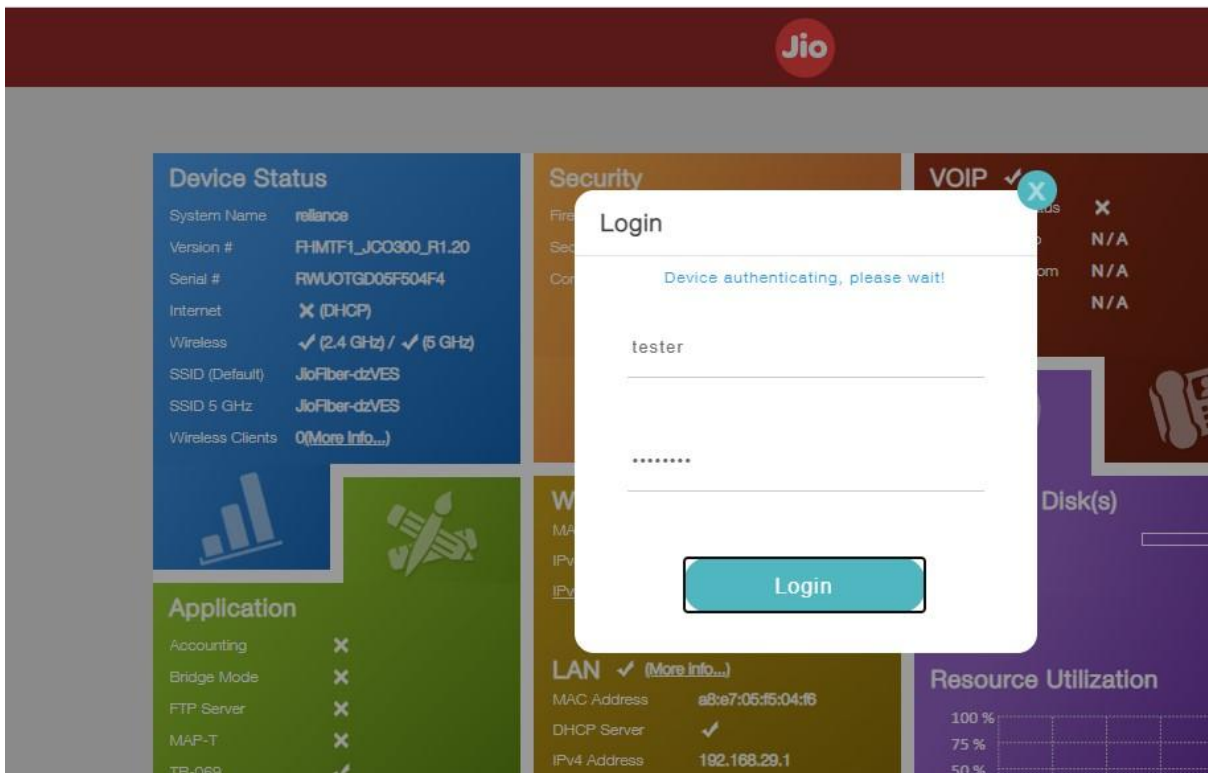 Jio
Device Status
System Name reliance
Version # FHMTF1_JCO300_R1.20
Serial # RWUOTGD05F504F4
Internet (DHCP)
Wireless (2.4 GHz) / (5 GHz)
SSID (Default) JioFiber-dzVES
SSID 5 GHz JioFiber-dzVES
Wireless Clients 0(More Info...)
Security
VOIP
N/A
N/A
N/A
X
Login
Device authenticating, please wait!
tester
••••••••
Login
Application
Accounting
Bridge Mode
FTP Server
MAP-T
TR-069
LAN (More Info...)
MAC Address a8:e7:05:f5:04:f6
DHCP Server
IPv4 Address 192.168.29.1
Disk(s)
Resource Utilization
100 %
75 %
50 %